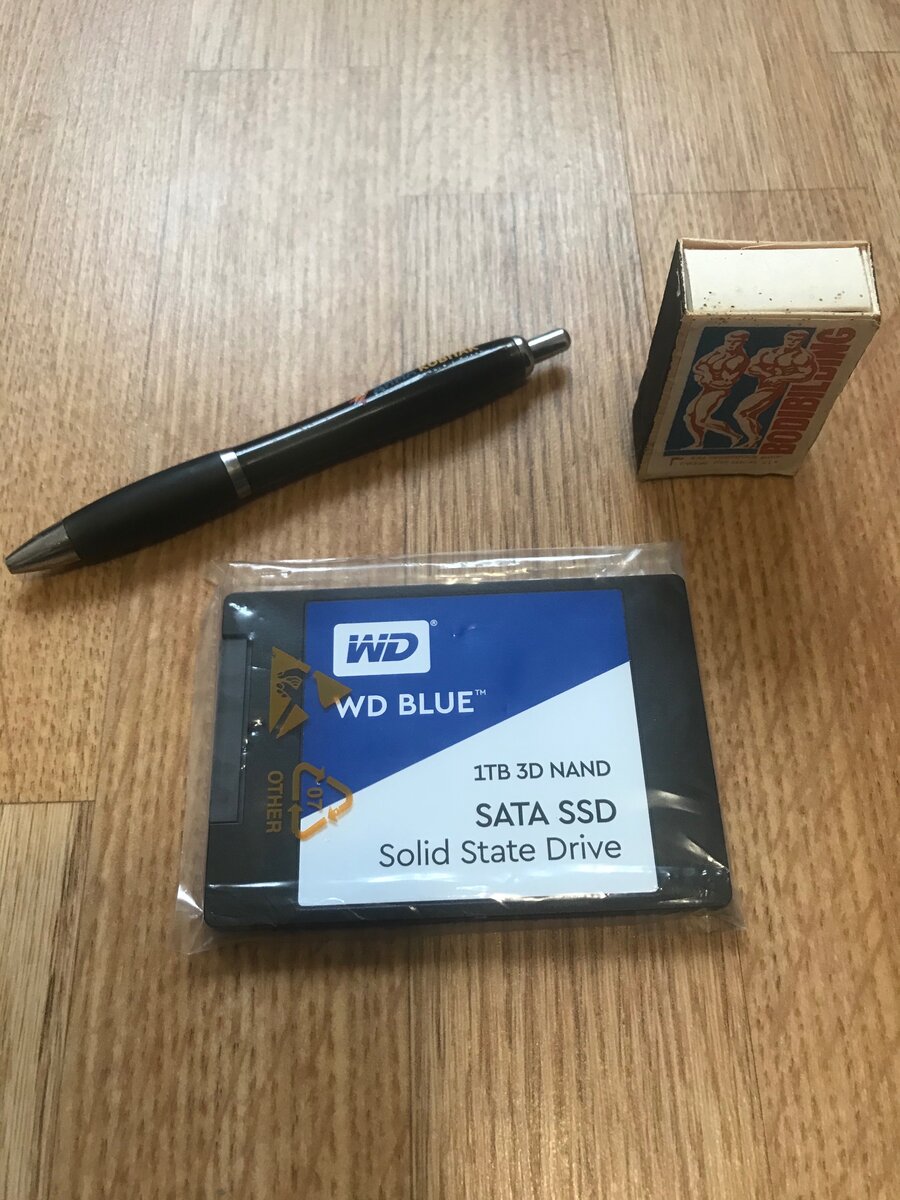 BODYBUILDING
WD®
WD BLUE™
1TB 3D NAND
SATA SSD
Solid State Drive
07
OTHER